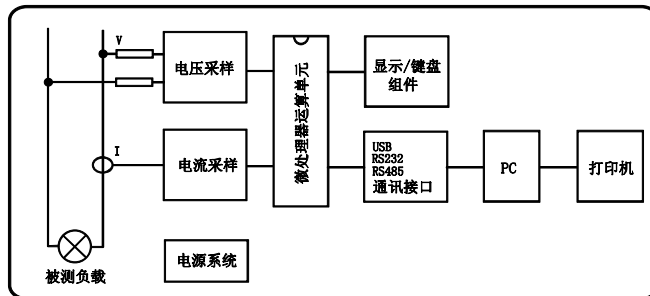 V
电压采样
I
电流采样
微处理器运算单元
显示/键盘
组件
USB
RS232
RS485
通讯接口
PC
打印机
被测负载
电源系统